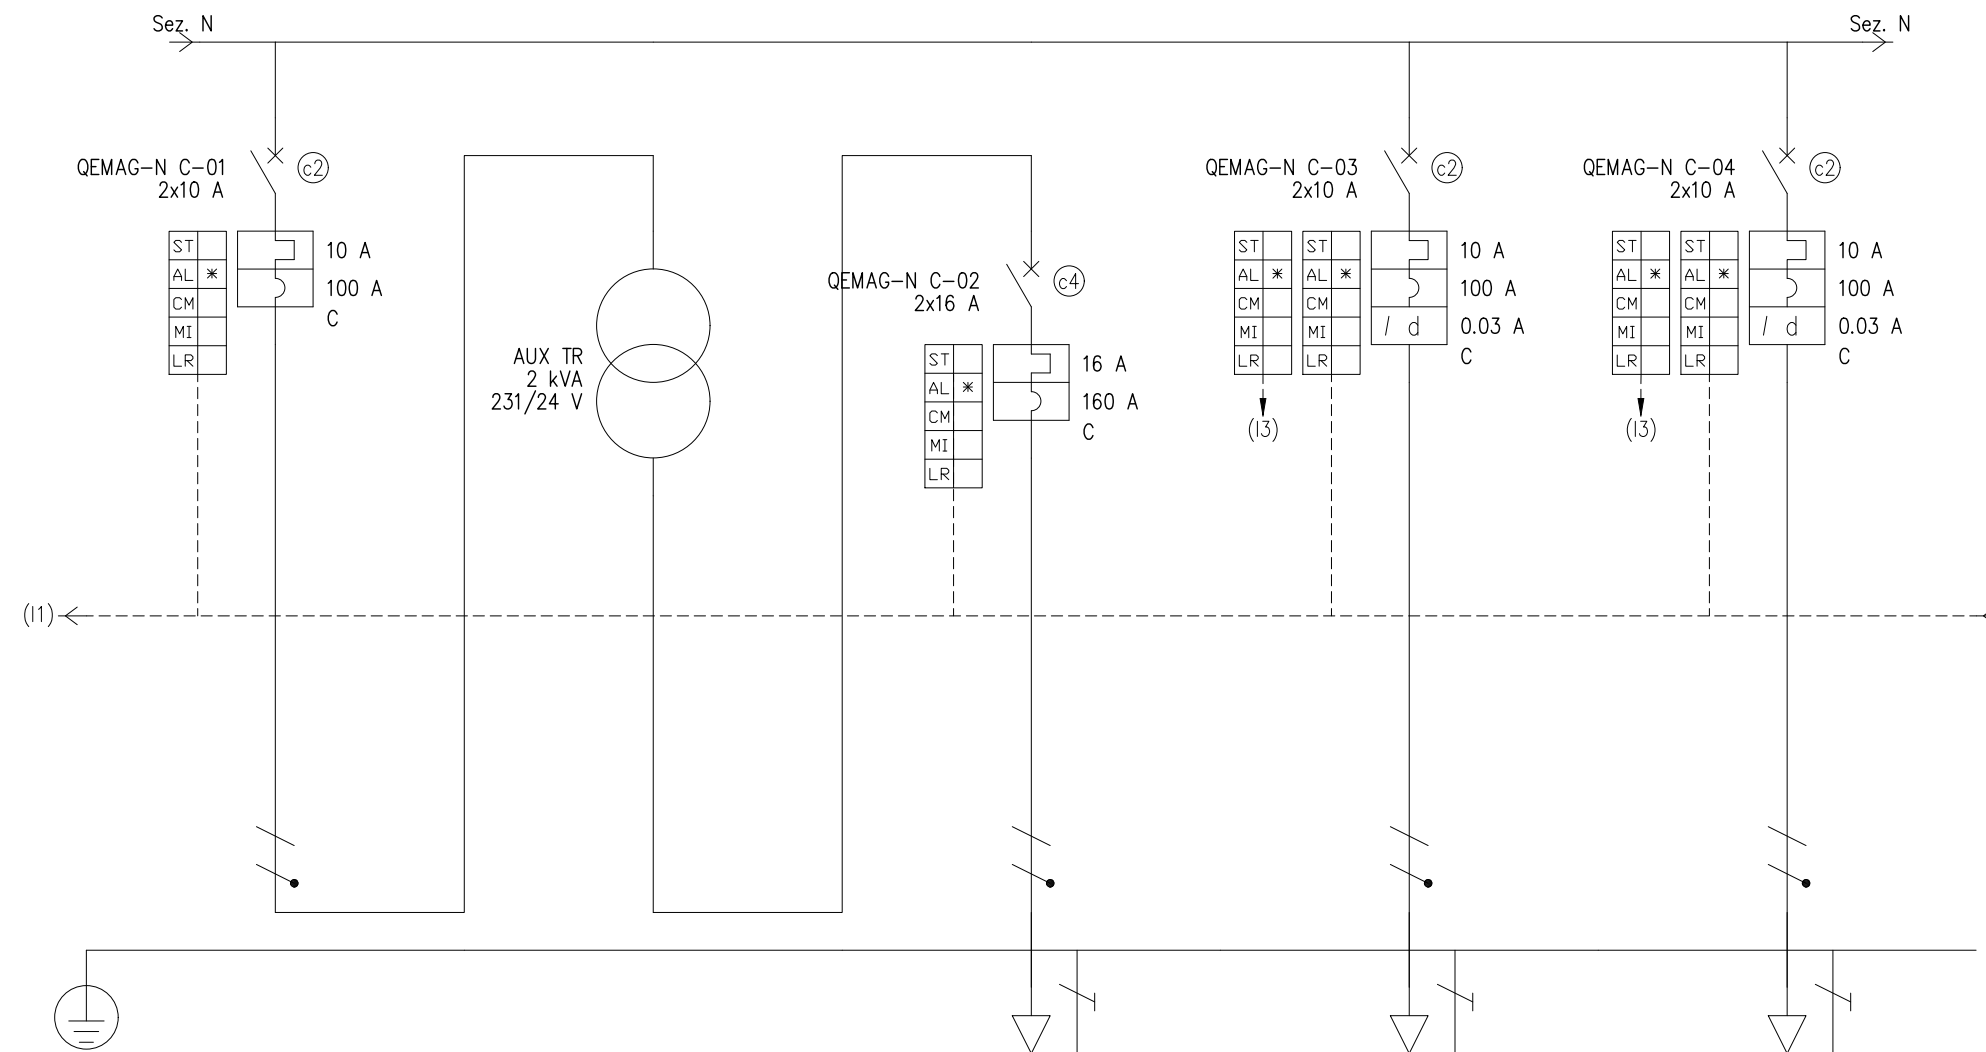 Sez. N
Sez. N
QEMAG-N C-01
2x10 A
c2
ST
AL *
CM
MI
LR
10 A
100 A
C
AUX TR
2 kVA
231/24 V
QEMAG-N C-02
2x16 A
c4
ST
AL *
CM
MI
LR
16 A
160 A
C
QEMAG-N C-03
2x10 A
c2
ST
AL *
CM
MI
LR
(I3)
ST
AL *
CM
MI
LR
10 A
100 A
I d 0.03 A
C
QEMAG-N C-04
2x10 A
c2
ST
AL *
CM
MI
LR
(I3)
ST
AL *
CM
MI
LR
10 A
100 A
I d 0.03 A
C
(I1)